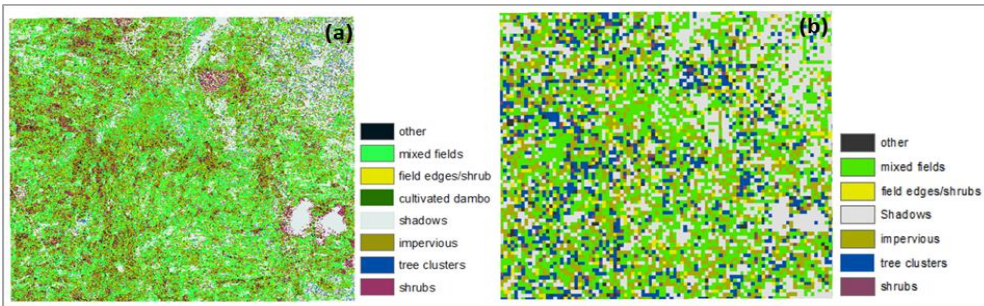 (a)
other
mixed fields
field edges/shrub
cultivated dambo
shadows
impervious
tree clusters
shrubs
(b)
other
mixed fields
field edges/shrubs
Shadows
impervious
tree clusters
shrubs